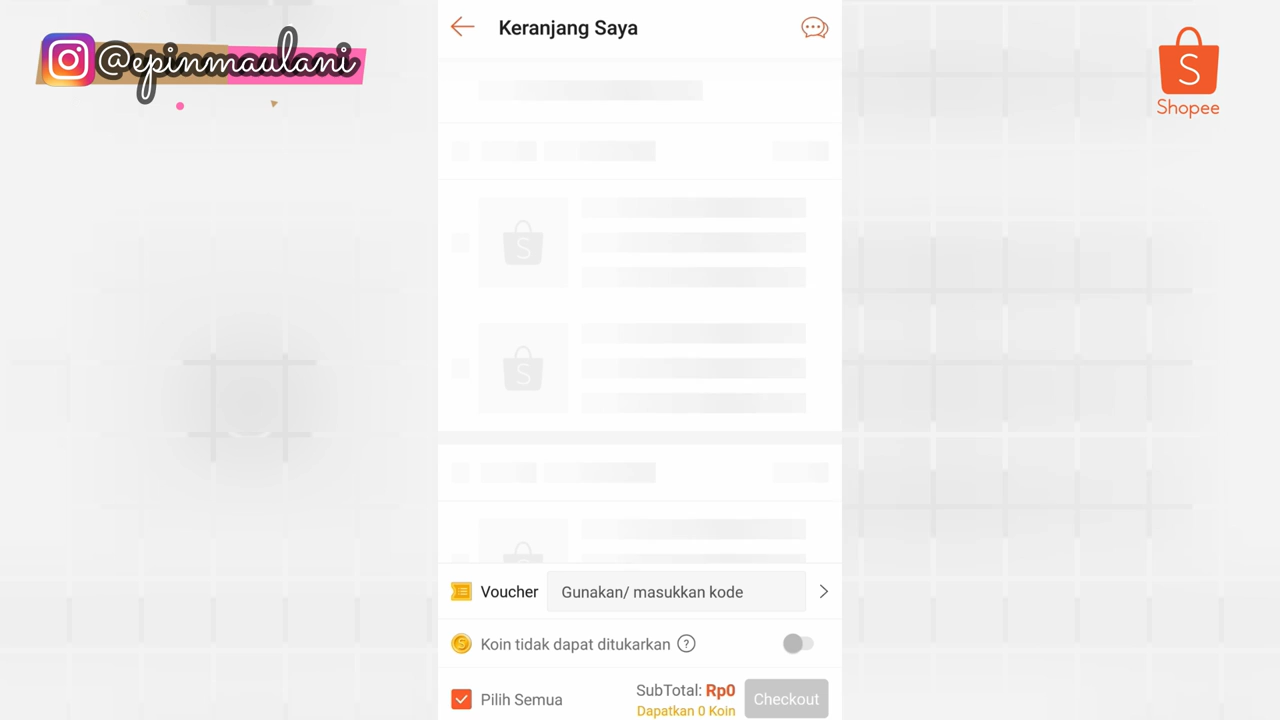 @epinmaulani
Keranjang Saya
Shopee
Voucher
Gunakan/ masukkan kode
Koin tidak dapat ditukarkan ?
Pilih Semua
SubTotal: Rp0
Dapatkan 0 Koin
Checkout